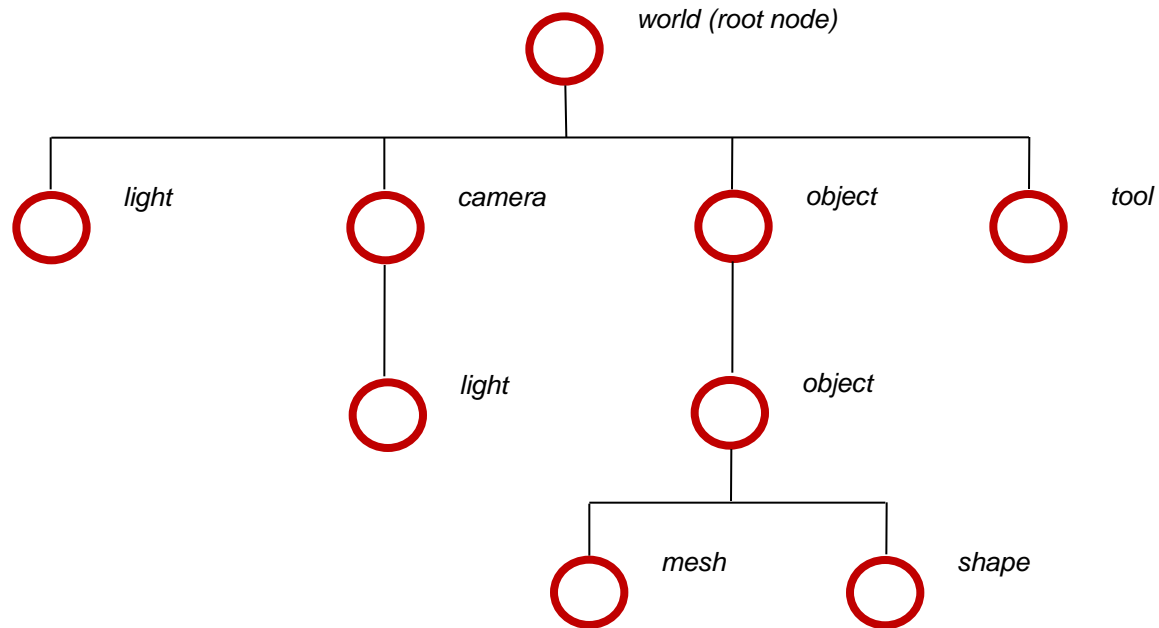 world (root node)
light
camera
object
tool
light
object
mesh
shape